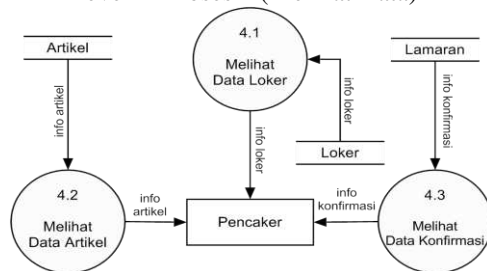 Artikel
4.1
Melihat
Data Loker
Lamaran
info artikel
info loker
info loker
info konfirmasi
Loker
4.2
Melihat
Data Artikel
info
artikel
Pencaker
info
konfirmasi
4.3
Melihat
Data Konfirmasi